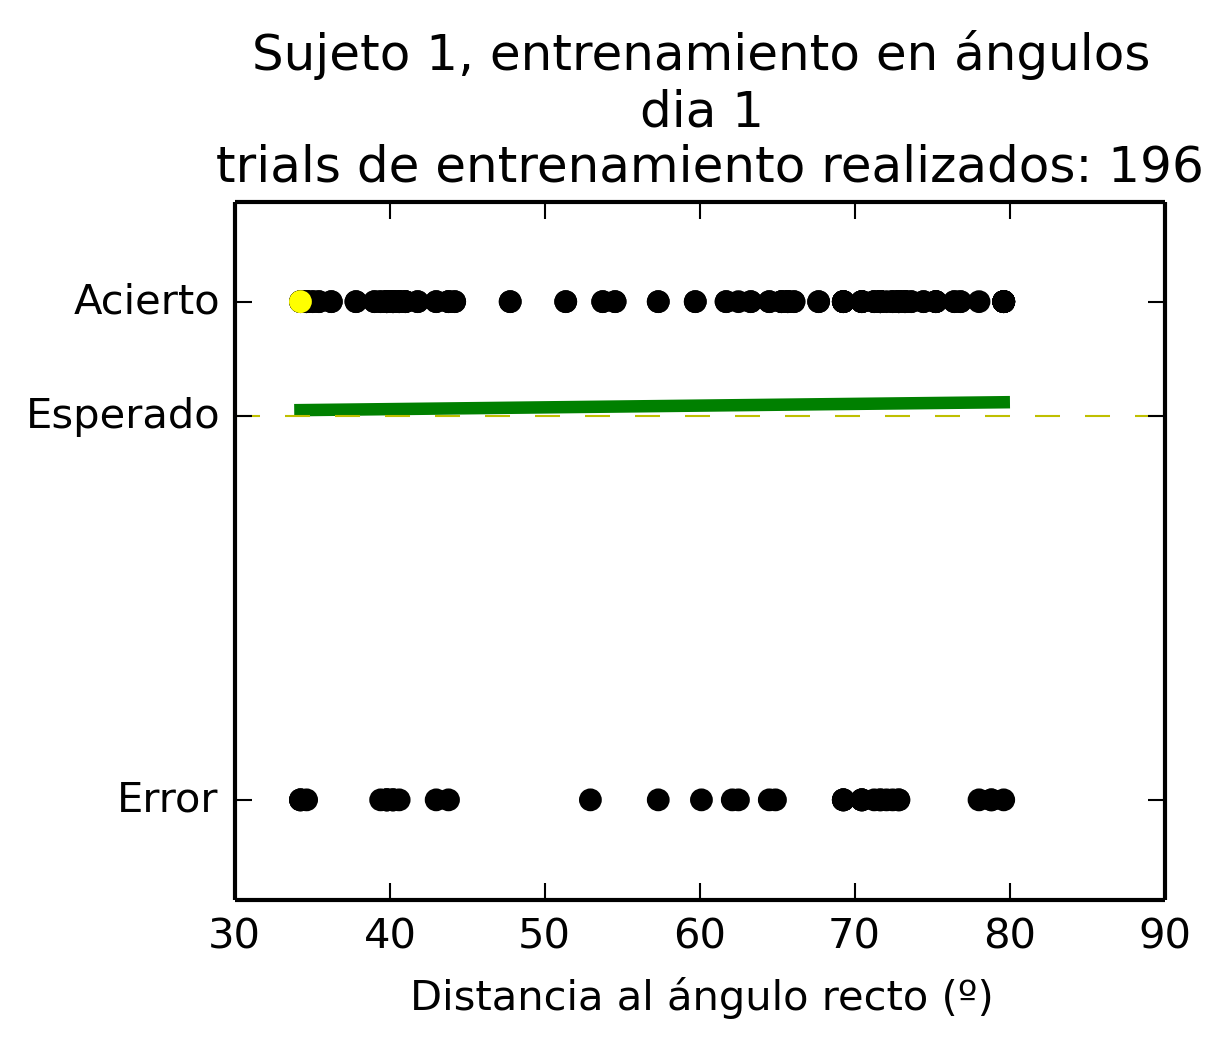 Sujeto 1, entrenamiento en ángulos
dia 1
trials de entrenamiento realizados: 196
Acierto
Esperado
Error
30 40 50 60 70 80 90
Distancia al ángulo recto (º)